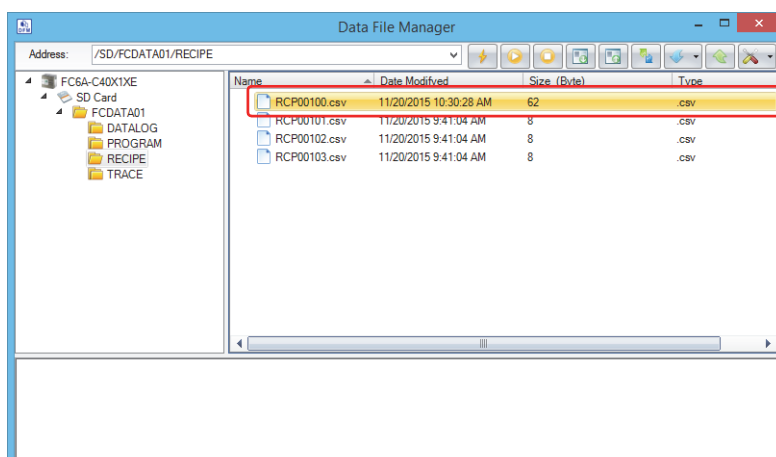 DFM
Data File Manager
Address: /SD/FCDATA01/RECIPE
FC6A-C40X1XE
SD Card
FCDATA01
DATALOG
PROGRAM
RECIPE
TRACE
Name Date Modifyed Size (Byte) Type
RCP00100.csv 11/20/2015 10:30:28 AM 62 .csv
RCP00101.csv 11/20/2015 9:41:04 AM 8 .csv
RCP00102.csv 11/20/2015 9:41:04 AM 8 .csv
RCP00103.csv 11/20/2015 9:41:04 AM 8 .csv